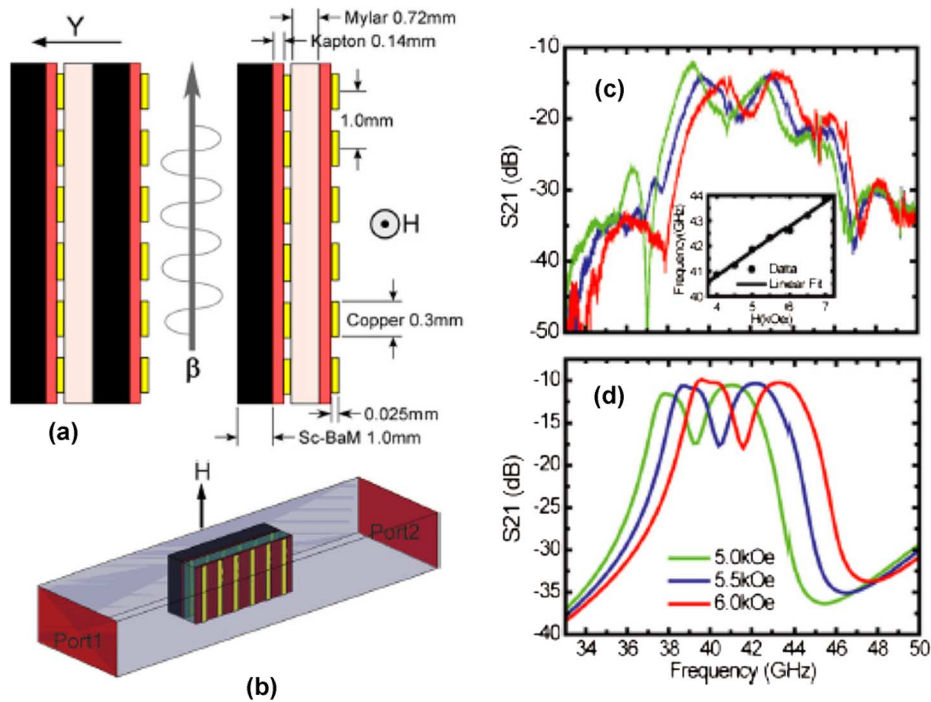 Y
Mylar 0.72mm
Kapton 0.14mm
1.0mm
H
Copper 0.3mm
β
0.025mm
Sc-BaM 1.0mm
(a)
H
Port1
Port2
(b)
-10
-20
-30
-40
-50
S21 (dB)
(c)
44
43
42
41
40
Frequency(GHz)
Data
Linear Fit
4 5 6 7
H(kOe)
-10
-15
-20
-25
-30
-35
-40
S21 (dB)
(d)
5.0kOe
5.5kOe
6.0kOe
34 36 38 40 42 44 46 48 50
Frequency (GHz)